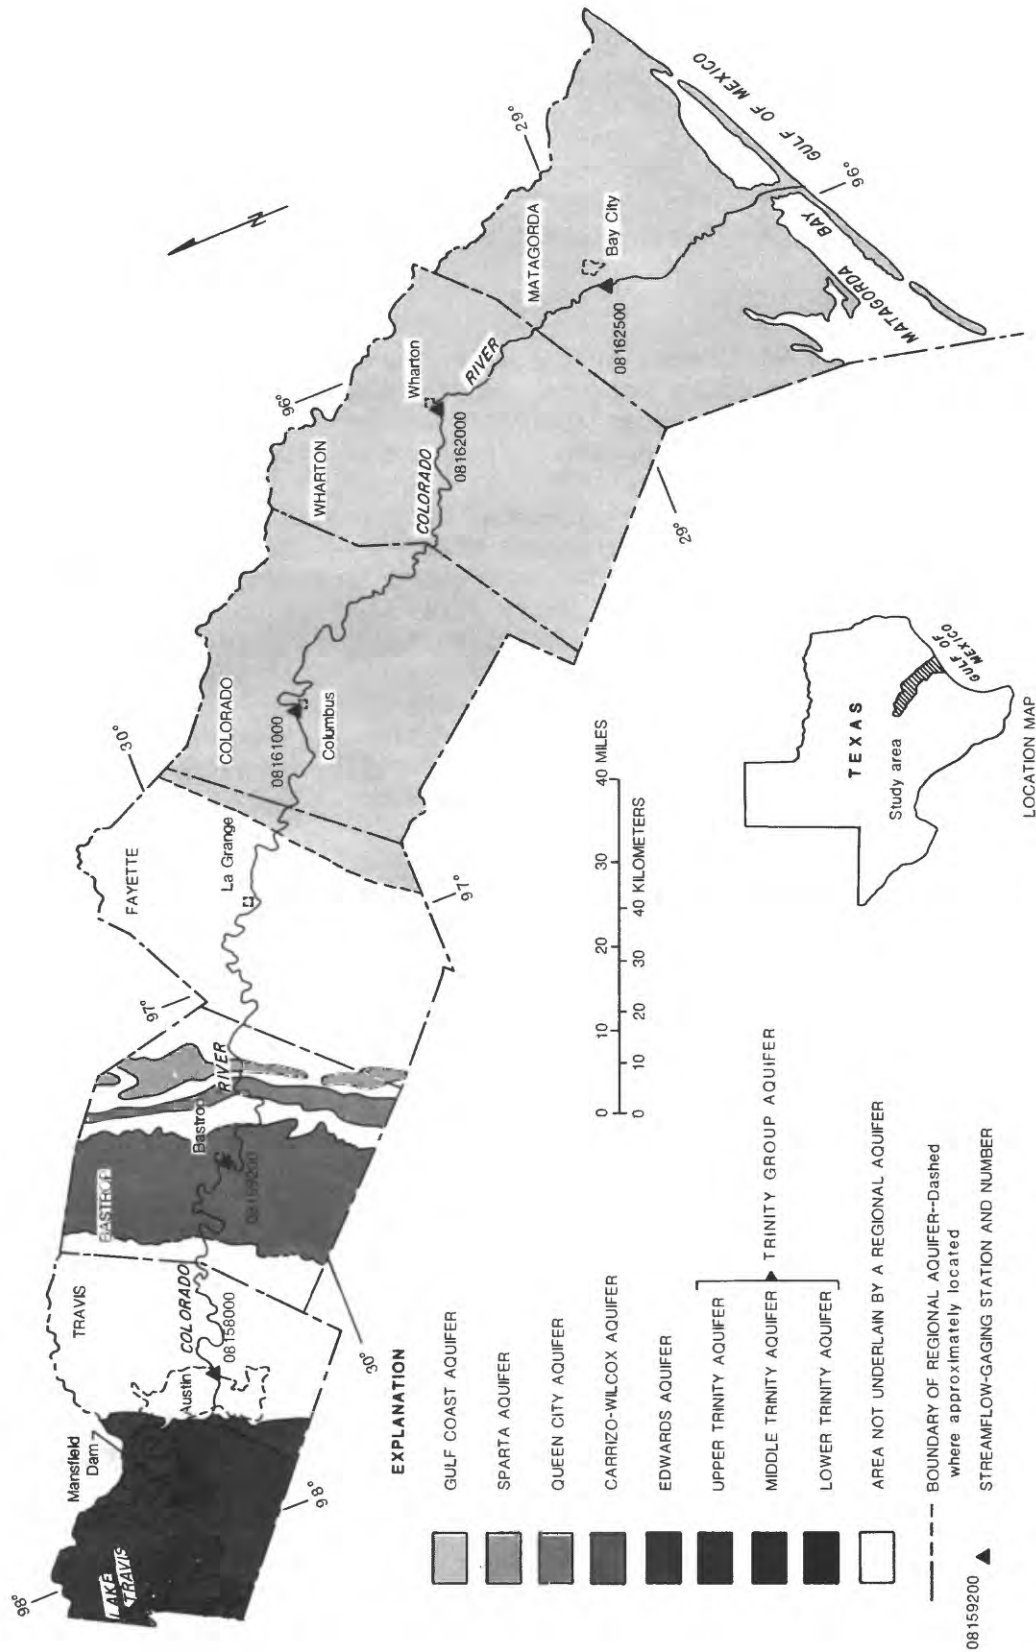 98°
LAKE
TRAVIS
Mansfield
Dam
Austin
TRAVIS
COLORADO
08158000
98°
30°
BASTROP
Bastrop
08159200
RIVER
97°
FAYETTE
La Grange
97°
30°
COLORADO
08161000
Columbus
WHARTON
96°
Wharton
COLORADO
RIVER
08162000
29°
MATAGORDA
Bay City
08162500
29°
96°
MATAGORDA BAY
GULF OF MEXICO
GULF OF MEXICO
N
0 10 20 30 40 MILES
0 10 20 30 40 KILOMETERS
TEXAS
Study area
GULF OF
MEXICO
LOCATION MAP
EXPLANATION
GULF COAST AQUIFER
SPARTA AQUIFER
QUEEN CITY AQUIFER
CARRIZO-WILCOX AQUIFER
EDWARDS AQUIFER
UPPER TRINITY AQUIFER
MIDDLE TRINITY AQUIFER
TRINITY GROUP AQUIFER
LOWER TRINITY AQUIFER
AREA NOT UNDERLAIN BY A REGIONAL AQUIFER
BOUNDARY OF REGIONAL AQUIFER--Dashed
where approximately located
08159200 STREAMFLOW-GAGING STATION AND NUMBER